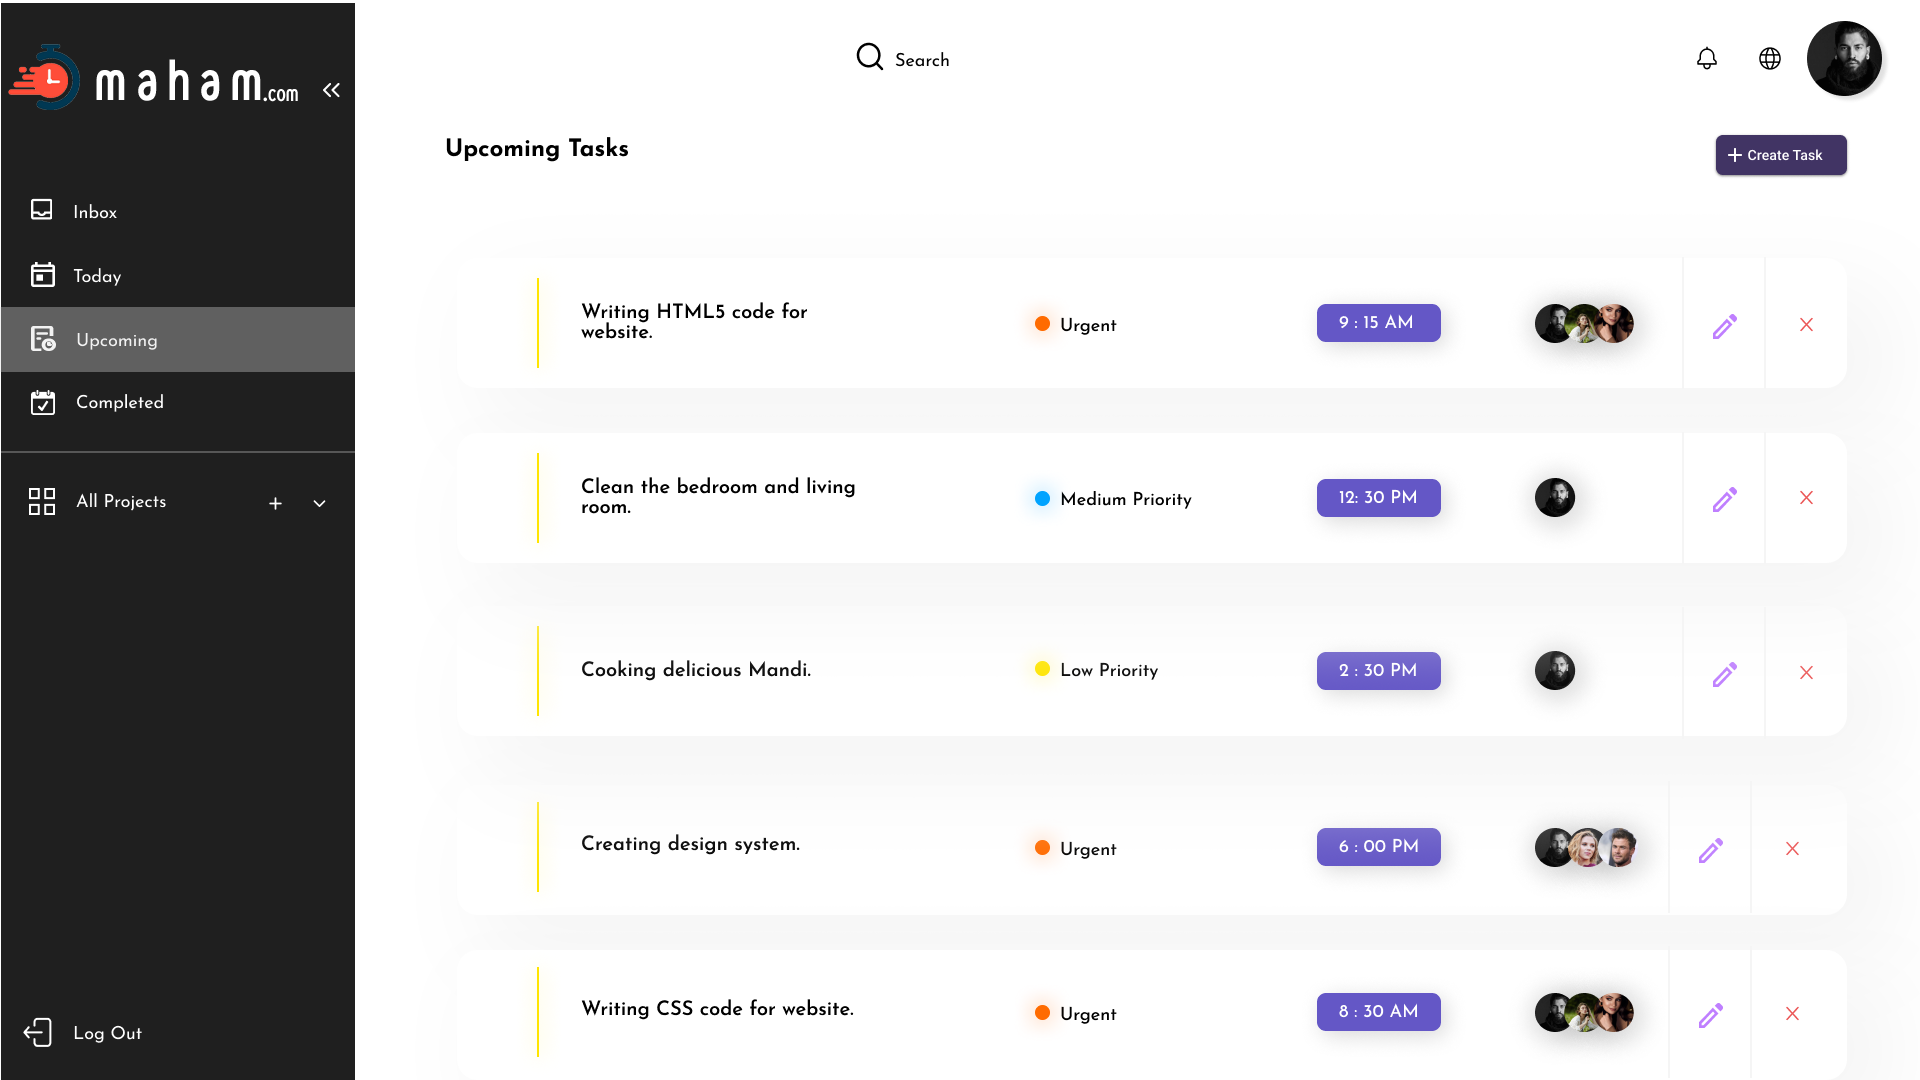 maham.com
Search
Upcoming Tasks
Create Task
Inbox
Today
Upcoming
Completed
All Projects
Log Out
Writing HTML5 code for
website.
Urgent
9 : 15 AM
Clean the bedroom and living
room.
Medium Priority
12: 30 PM
Cooking delicious Mandi.
Low Priority
2 : 30 PM
Creating design system.
Urgent
6 : 00 PM
Writing CSS code for website.
Urgent
8 : 30 AM